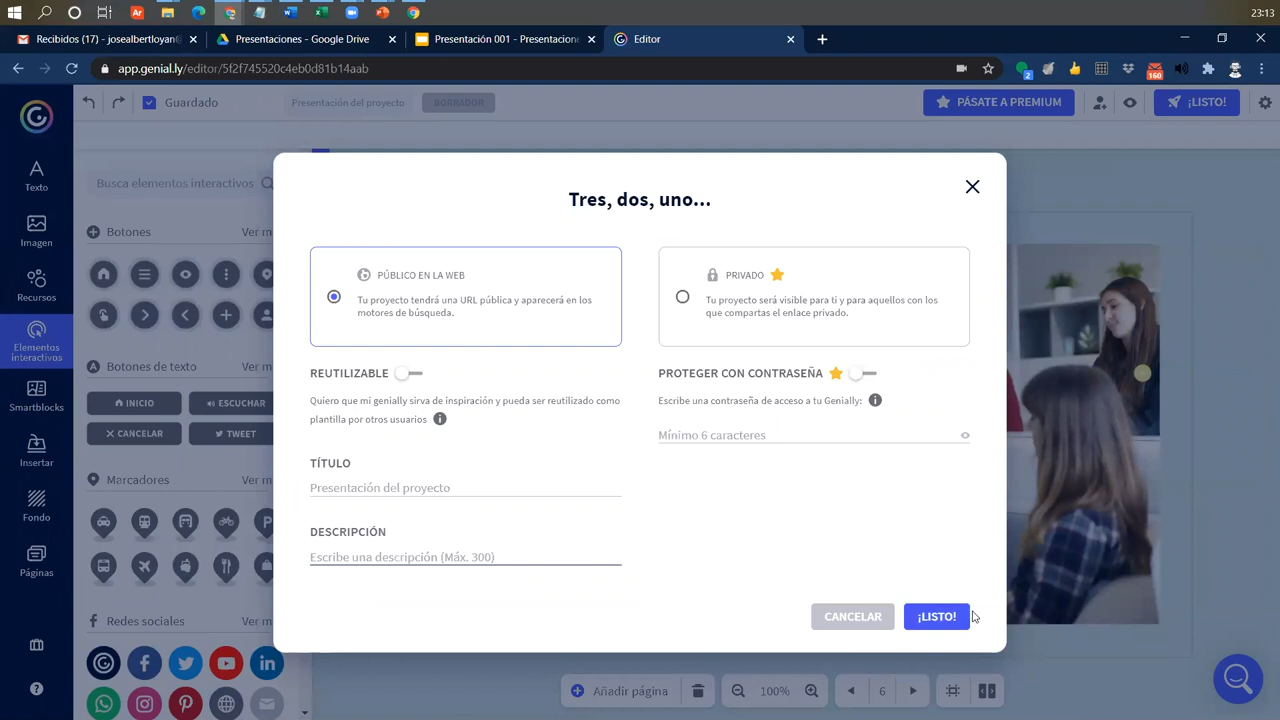 23:13
Recibidos (17) - josealbertloyan@
Presentaciones - Google Drive
Presentación 001 - Presentacione
Editor
app.genial.ly/editor/5f2f745520c4eb0d81b14aab
2
160
Guardado
Presentación del proyecto
BORRADOR
PÁSATE A PREMIUM
¡LISTO!
Texto
Imagen
Recursos
Elementos
interactivos
Smartblocks
Insertar
Fondo
Páginas
Busca elementos interactivos
Botones
Ver m
Botones de texto
Ver m
INICIO
ESCUCHAR
CANCELAR
TWEET
Marcadores
Ver m
Redes sociales
Ver m
Tres, dos, uno...
PÚBLICO EN LA WEB
Tu proyecto tendrá una URL pública y aparecerá en los
motores de búsqueda.
PRIVADO
Tu proyecto será visible para ti y para aquellos con los
que compartas el enlace privado.
REUTILIZABLE
Quiero que mi genially sirva de inspiración y pueda ser reutilizado como
plantilla por otros usuarios
PROTEGER CON CONTRASEÑA
Escribe una contraseña de acceso a tu Genially:
Mínimo 6 caracteres
TÍTULO
Presentación del proyecto
DESCRIPCIÓN
Escribe una descripción (Máx. 300)
CANCELAR
¡LISTO!
Añadir página
100%
6